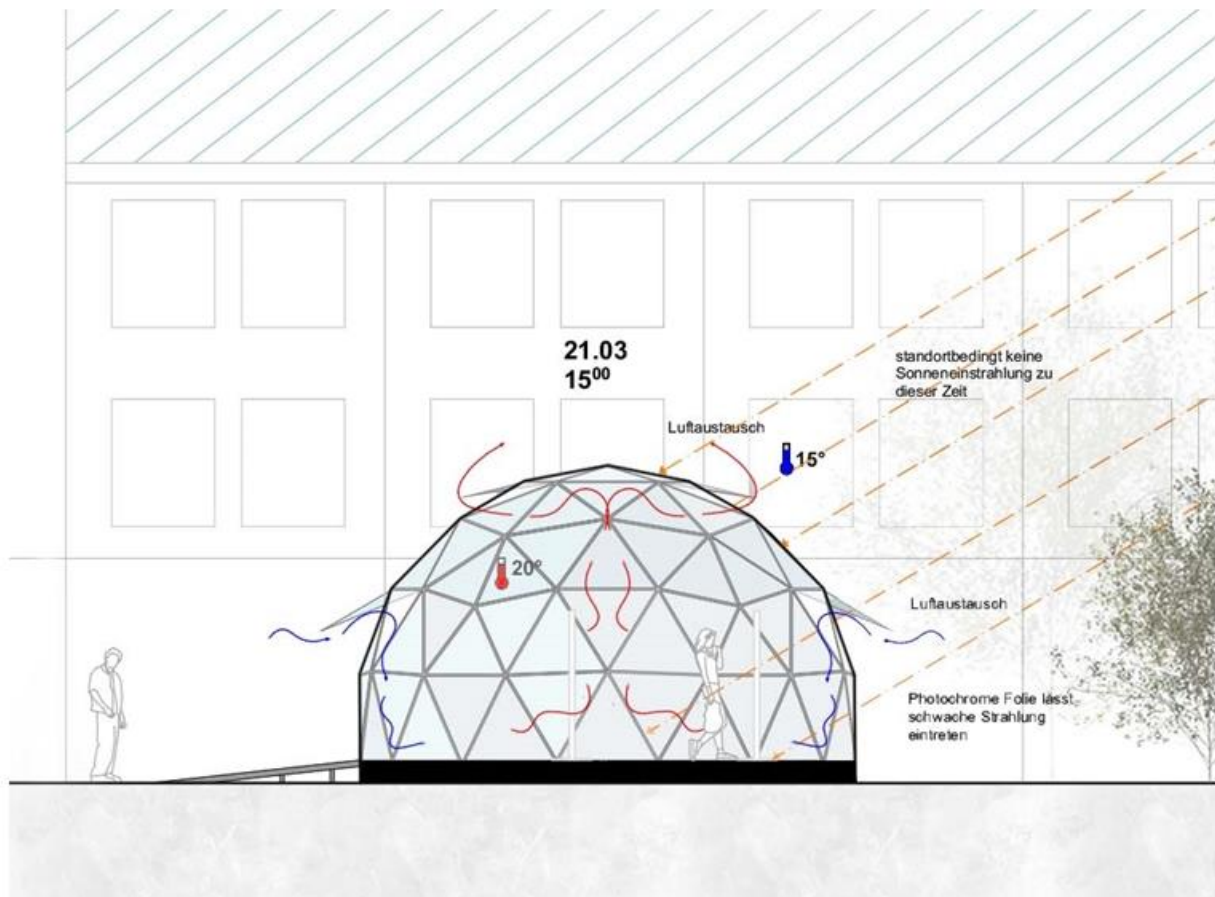 21.03
15⁰⁰
standortbedingt keine
Sonneneinstrahlung zu
dieser Zeit
Luftaustausch
15°
20°
Luftaustausch
Photochrome Folie lässt
schwache Strahlung
eintreten